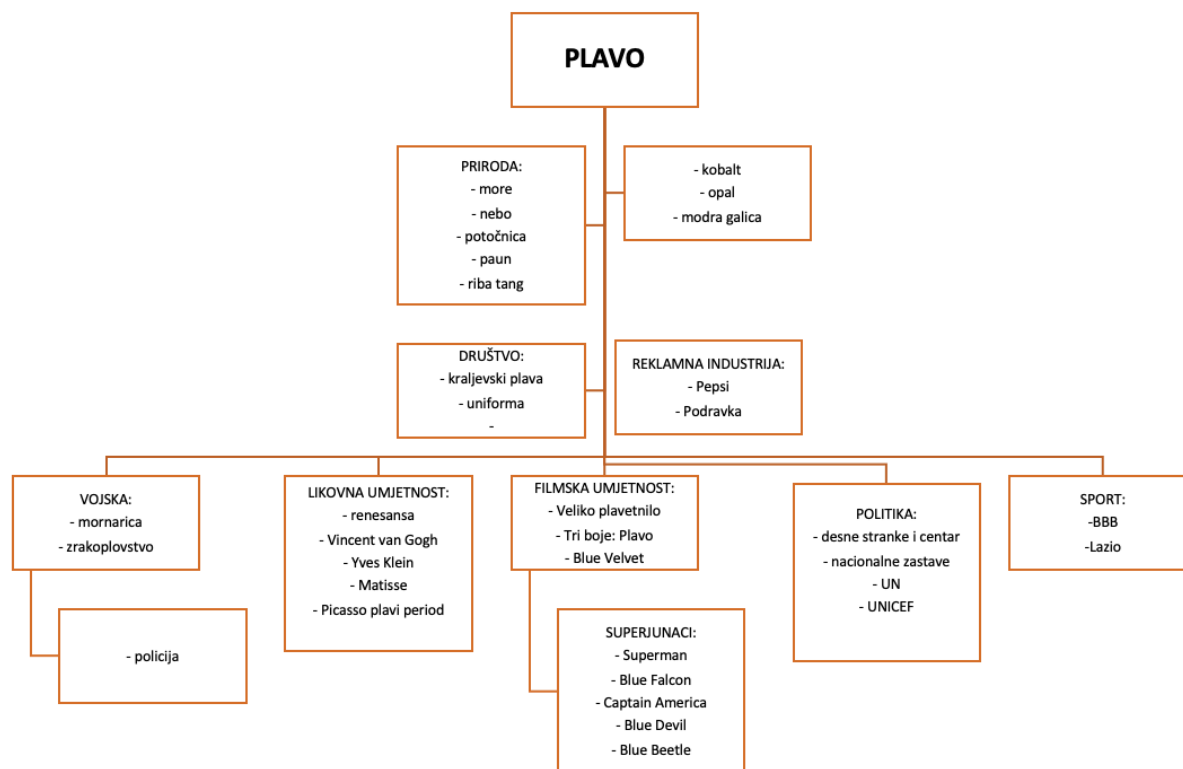 PLAVO
PRIRODA:
- more
- nebo
- potočnica
- paun
- riba tang
- kobalt
- opal
- modra galica
DRUŠTVO:
- kraljevski plava
- uniforma
-
REKLAMNA INDUSTRIJA:
- Pepsi
- Podravka
VOJSKA:
- mornarica
- zrakoplovstvo
- policija
LIKOVNA UMJETNOST:
- renesansa
- Vincent van Gogh
- Yves Klein
- Matisse
- Picasso plavi period
FILMSKA UMJETNOST:
- Veliko plavetnilo
- Tri boje: Plavo
- Blue Velvet
SUPERJUNACI:
- Superman
- Blue Falcon
- Captain America
- Blue Devil
- Blue Beetle
POLITIKA:
- desne stranke i centar
- nacionalne zastave
- UN
- UNICEF
SPORT:
-BBB
-Lazio